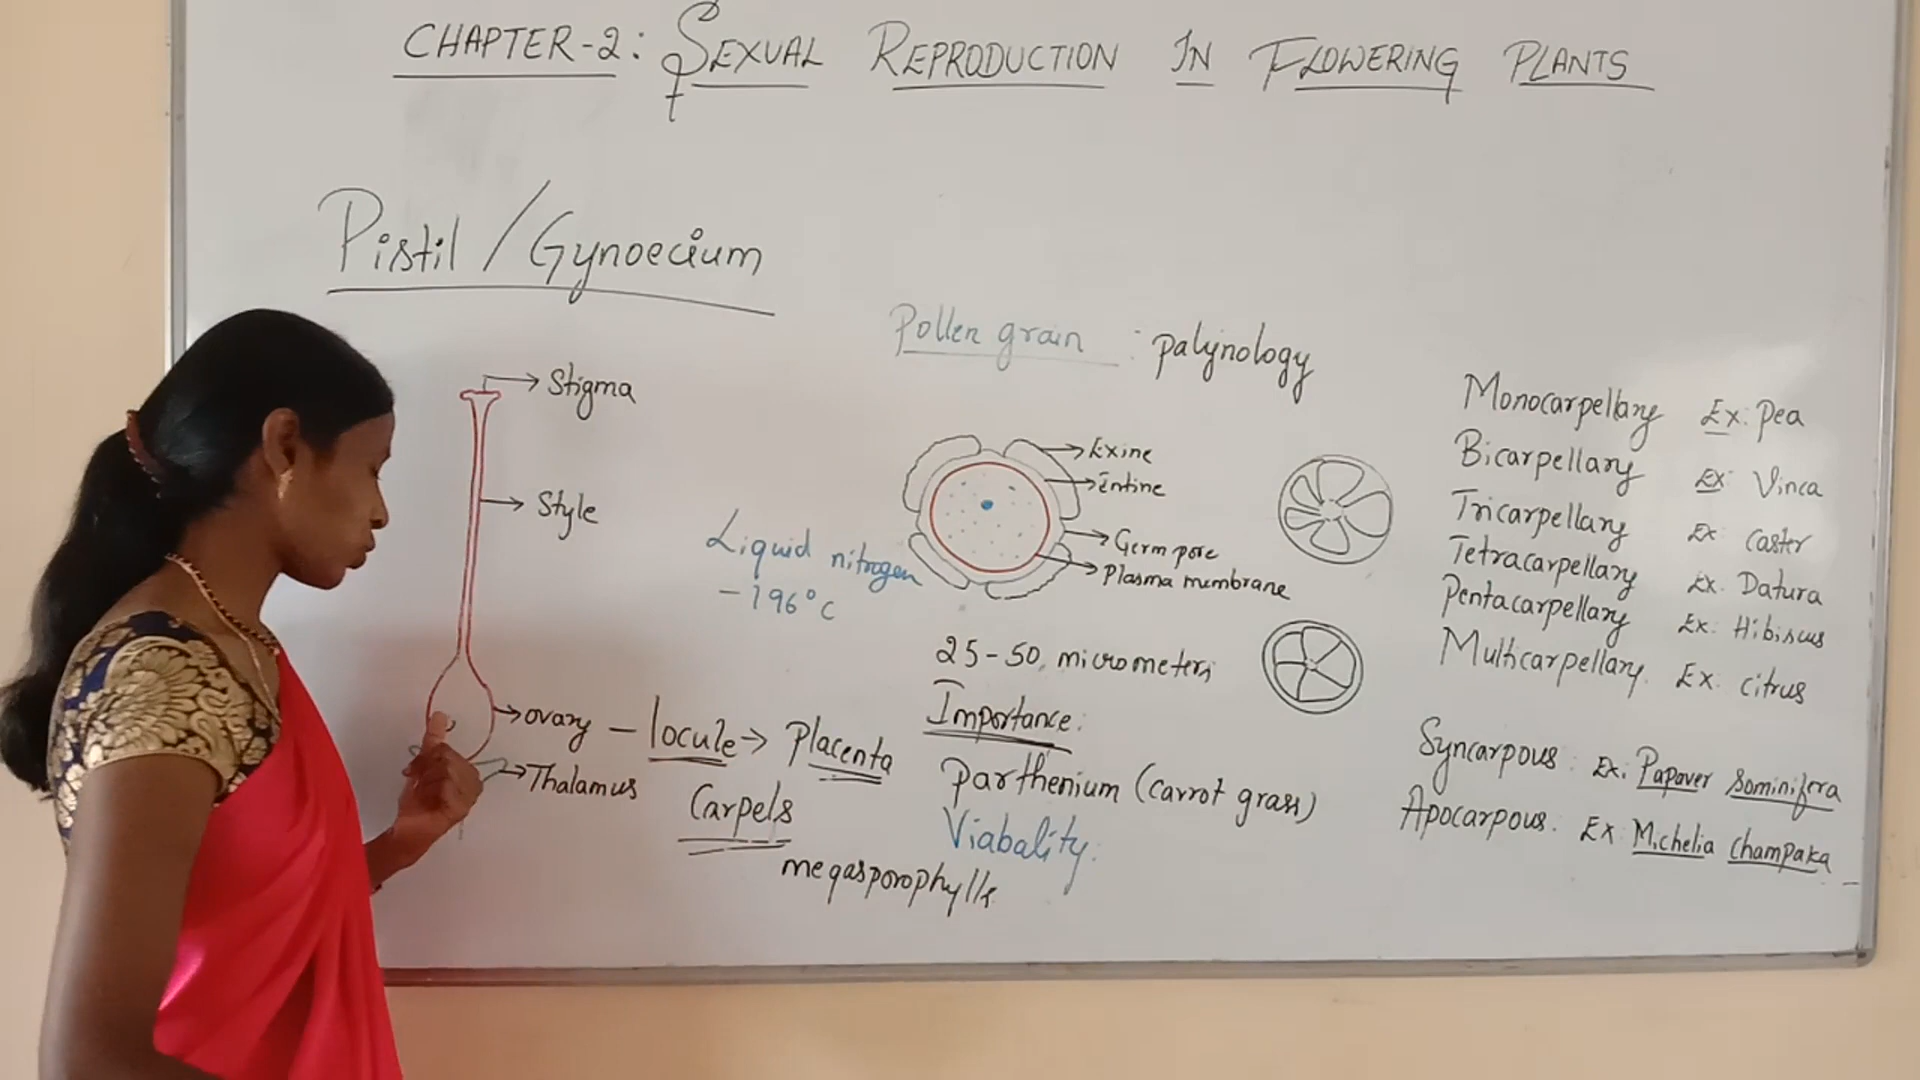 CHAPTER-2: SEXUAL REPRODUCTION IN FLOWERING PLANTS
Pistil / Gynoecium
Stigma
Style
ovary – locule → Placenta
Thalamus
Carpels
megasporophylls
Liquid nitrogen
-196°C
Pollen grain : palynology
Exine
intine
Germ pore
Plasma membrane
25-50, micrometers
Importance:
Parthenium (carrot grass)
Viabality:
Monocarpellary Ex: Pea
Bicarpellary Ex: Vinca
Tricarpellary Ex: Caster
Tetracarpellary Ex: Datura
Pentacarpellary Ex: Hibiscus
Multicarpellary. Ex: citrus
Syncarpous: Ex: Papaver Sominifera
Apocarpous: Ex: Michelia Champaka